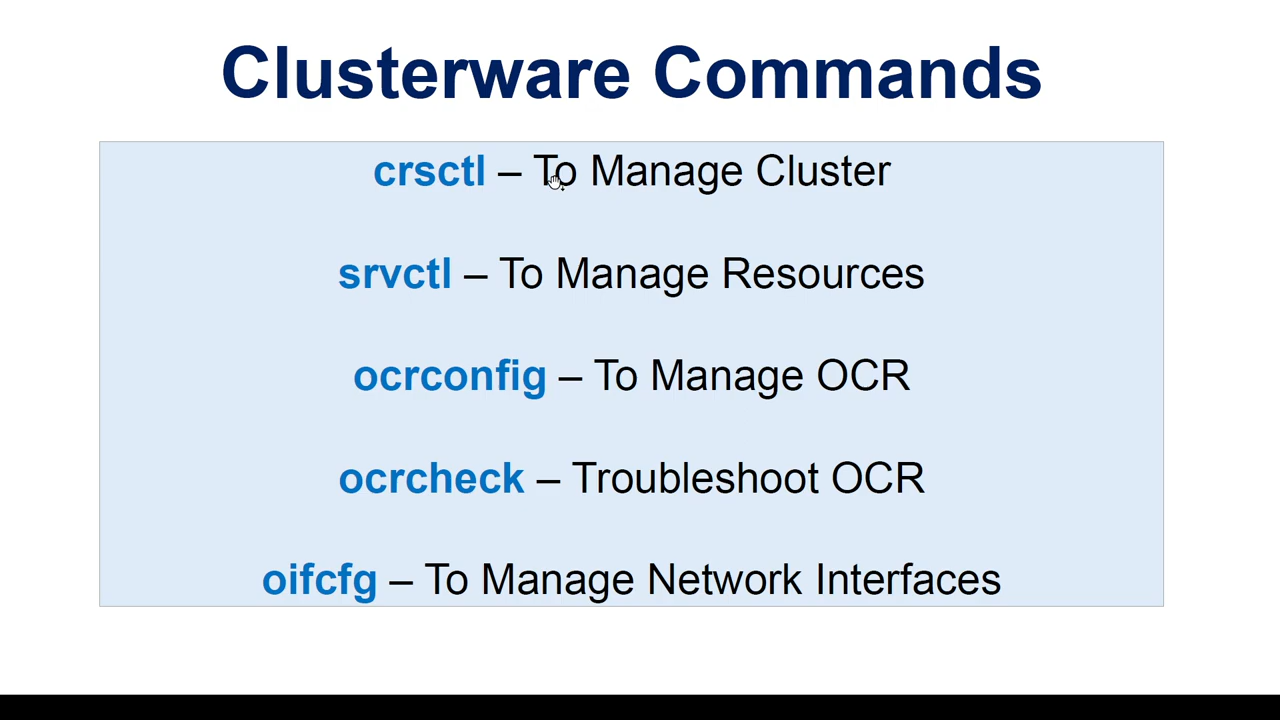 Clusterware Commands
crsctl – To Manage Cluster
srvctl – To Manage Resources
ocrconfig – To Manage OCR
ocrcheck – Troubleshoot OCR
oifcfg – To Manage Network Interfaces